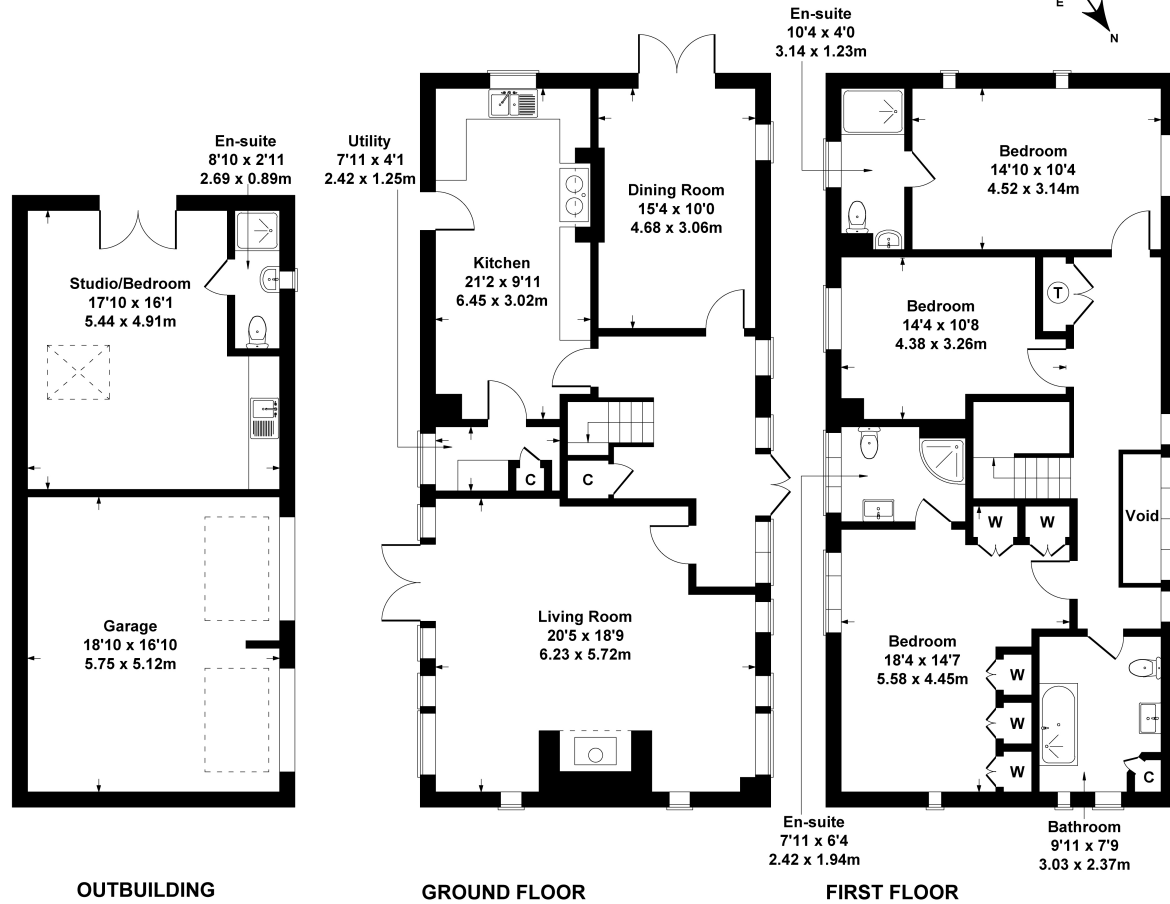 En-suite
10'4 x 4'0
3.14 x 1.23m
E
N
En-suite
8'10 x 2'11
2.69 x 0.89m
Utility
7'11 x 4'1
2.42 x 1.25m
Studio/Bedroom
17'10 x 16'1
5.44 x 4.91m
Kitchen
21'2 x 9'11
6.45 x 3.02m
Dining Room
15'4 x 10'0
4.68 x 3.06m
Bedroom
14'10 x 10'4
4.52 x 3.14m
Bedroom
14'4 x 10'8
4.38 x 3.26m
T
C
C
W
W
Void
Garage
18'10 x 16'10
5.75 x 5.12m
Living Room
20'5 x 18'9
6.23 x 5.72m
Bedroom
18'4 x 14'7
5.58 x 4.45m
W
W
W
C
En-suite
7'11 x 6'4
2.42 x 1.94m
Bathroom
9'11 x 7'9
3.03 x 2.37m
OUTBUILDING
GROUND FLOOR
FIRST FLOOR